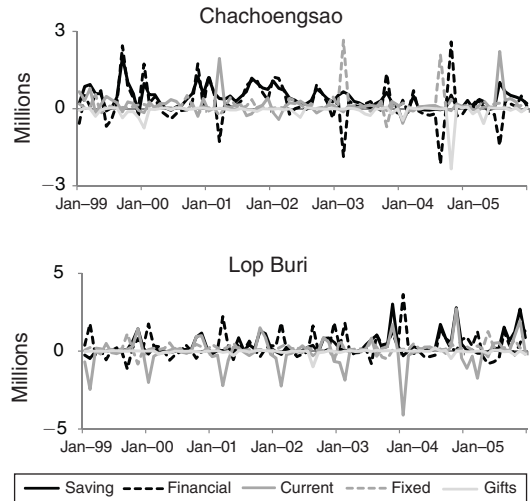 Chachoengsao
3
0
−3
Millions
Jan–99 Jan–00 Jan–01 Jan–02 Jan–03 Jan–04 Jan–05
Lop Buri
5
0
−5
Millions
Jan–99 Jan–00 Jan–01 Jan–02 Jan–03 Jan–04 Jan–05
Saving Financial Current Fixed Gifts